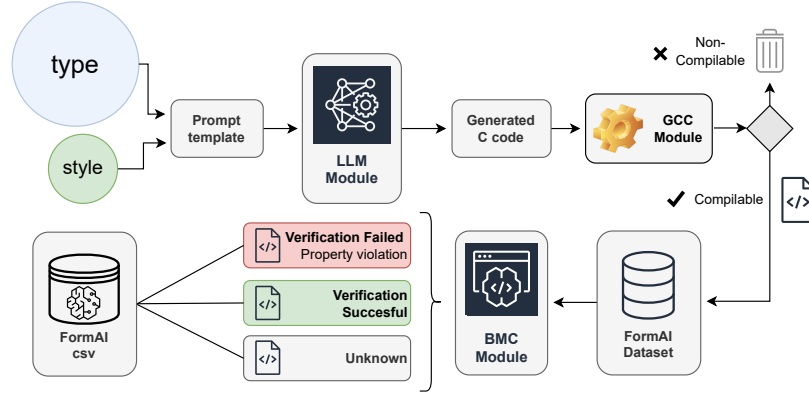 type
style
Prompt
template
LLM
Module
Generated
C code
GCC
Module
Non-
Compilable
Compilable
</>
FormAI
Dataset
BMC
Module
</>
</>
Verification Failed
Property violation
</>
Verification
Succesful
</>
Unknown
FormAI
csv